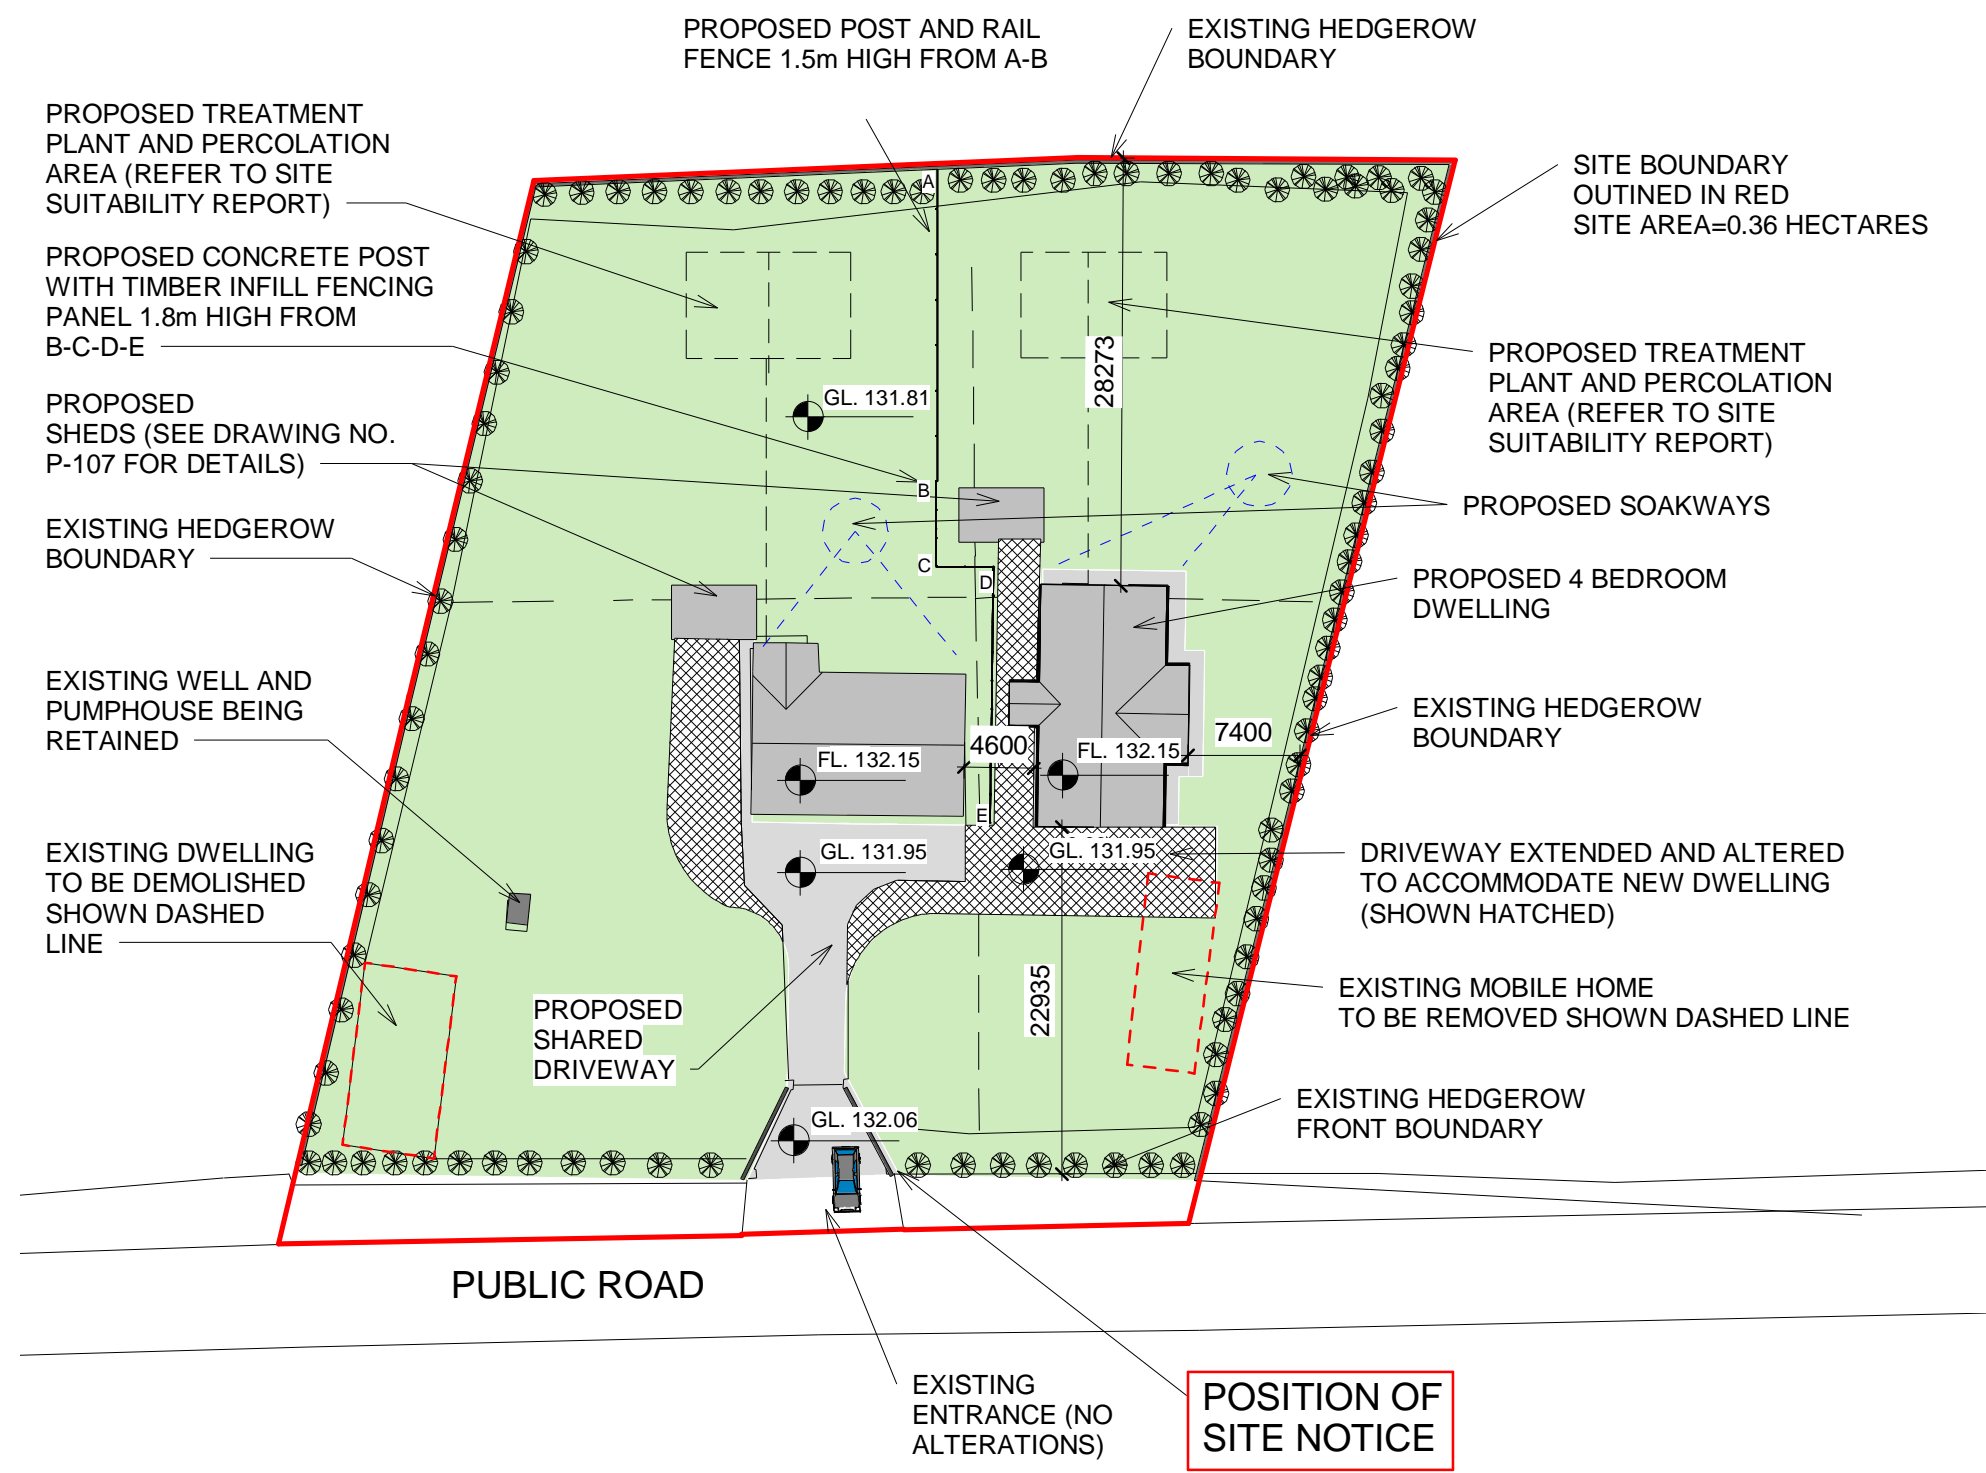 PROPOSED POST AND RAIL
FENCE 1.5m HIGH FROM A-B
EXISTING HEDGEROW
BOUNDARY
PROPOSED TREATMENT
PLANT AND PERCOLATION
AREA (REFER TO SITE
SUITABILITY REPORT)
SITE BOUNDARY
OUTINED IN RED
SITE AREA=0.36 HECTARES
A
PROPOSED CONCRETE POST
WITH TIMBER INFILL FENCING
PANEL 1.8m HIGH FROM
B-C-D-E
28273
PROPOSED TREATMENT
PLANT AND PERCOLATION
AREA (REFER TO SITE
SUITABILITY REPORT)
GL. 131.81
PROPOSED
SHEDS (SEE DRAWING NO.
P-107 FOR DETAILS)
B
PROPOSED SOAKWAYS
EXISTING HEDGEROW
BOUNDARY
C
D
PROPOSED 4 BEDROOM
DWELLING
EXISTING WELL AND
PUMPHOUSE BEING
RETAINED
EXISTING HEDGEROW
BOUNDARY
7400
4600
FL. 132.15
FL. 132.15
E
GL. 131.95
GL. 131.95
EXISTING DWELLING
TO BE DEMOLISHED
SHOWN DASHED
LINE
DRIVEWAY EXTENDED AND ALTERED
TO ACCOMMODATE NEW DWELLING
(SHOWN HATCHED)
22935
EXISTING MOBILE HOME
TO BE REMOVED SHOWN DASHED LINE
PROPOSED
SHARED
DRIVEWAY
GL. 132.06
EXISTING HEDGEROW
FRONT BOUNDARY
PUBLIC ROAD
EXISTING
ENTRANCE (NO
ALTERATIONS)
POSITION OF
SITE NOTICE